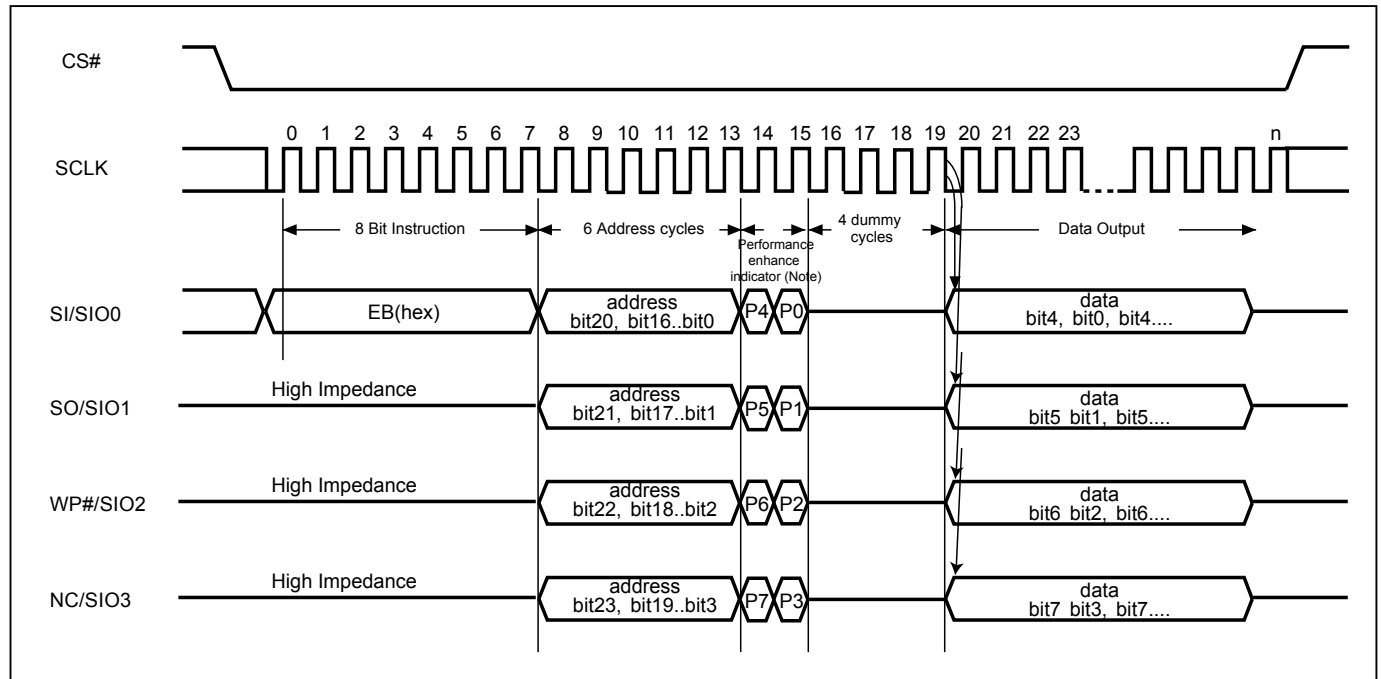 CS#
0 1 2 3 4 5 6 7 8 9 10 11 12 13 14 15 16 17 18 19 20 21 22 23 n
SCLK
8 Bit Instruction 6 Address cycles 4 dummy
cycles Data Output
Performance
enhance
indicator (Note)
SI/SIO0 EB(hex) address
bit20, bit16..bit0 P4 P0 data
bit4, bit0, bit4....
High Impedance
SO/SIO1 address
bit21, bit17..bit1 P5 P1 data
bit5 bit1, bit5....
High Impedance
WP#/SIO2 address
bit22, bit18..bit2 P6 P2 data
bit6 bit2, bit6....
High Impedance
NC/SIO3 address
bit23, bit19..bit3 P7 P3 data
bit7 bit3, bit7....